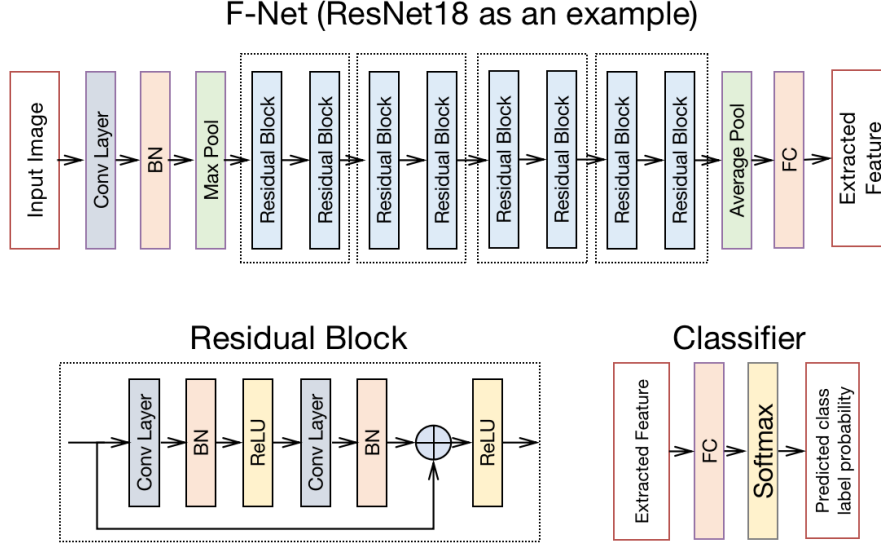 F-Net (ResNet18 as an example)
Input Image
Conv Layer
BN
Max Pool
Residual Block
Residual Block
Residual Block
Residual Block
Residual Block
Residual Block
Residual Block
Residual Block
Average Pool
FC
Extracted
Feature
Residual Block
Conv Layer
BN
ReLU
Conv Layer
BN
ReLU
Classifier
Extracted Feature
FC
Softmax
Predicted class
label probability